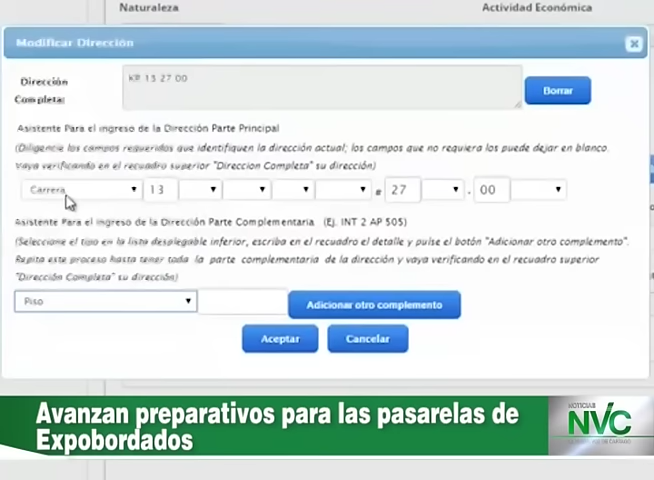 Naturaleza
Actividad Económica
Modificar Dirección
Dirección
Completa:
KR 13 27 00
Borrar
Asistente Para el ingreso de la Dirección Parte Principal
(Diligencie los campos requeridos que identifiquen la dirección actual; los campos que no requiera los puede dejar en blanco.
Vaya verificando en el recuadro superior "Direccion Completa" su dirección)
Carrera 13 # 27 - 00
Asistente Para el ingreso de la Dirección Parte Complementaria (Ej. INT 2 AP 505)
(Seleccione el tipo en la lista desplegable inferior, escriba en el recuadro el detalle y pulse el botón "Adicionar otro complemento".
Repita este proceso hasta tener toda la parte complementaria de la dirección y vaya verificando en el recuadro superior
"Dirección Completa" su dirección)
Piso
Adicionar otro complemento
Aceptar
Cancelar
Avanzan preparativos para las pasarelas de
Expobordados
NOTICIAS
NVC